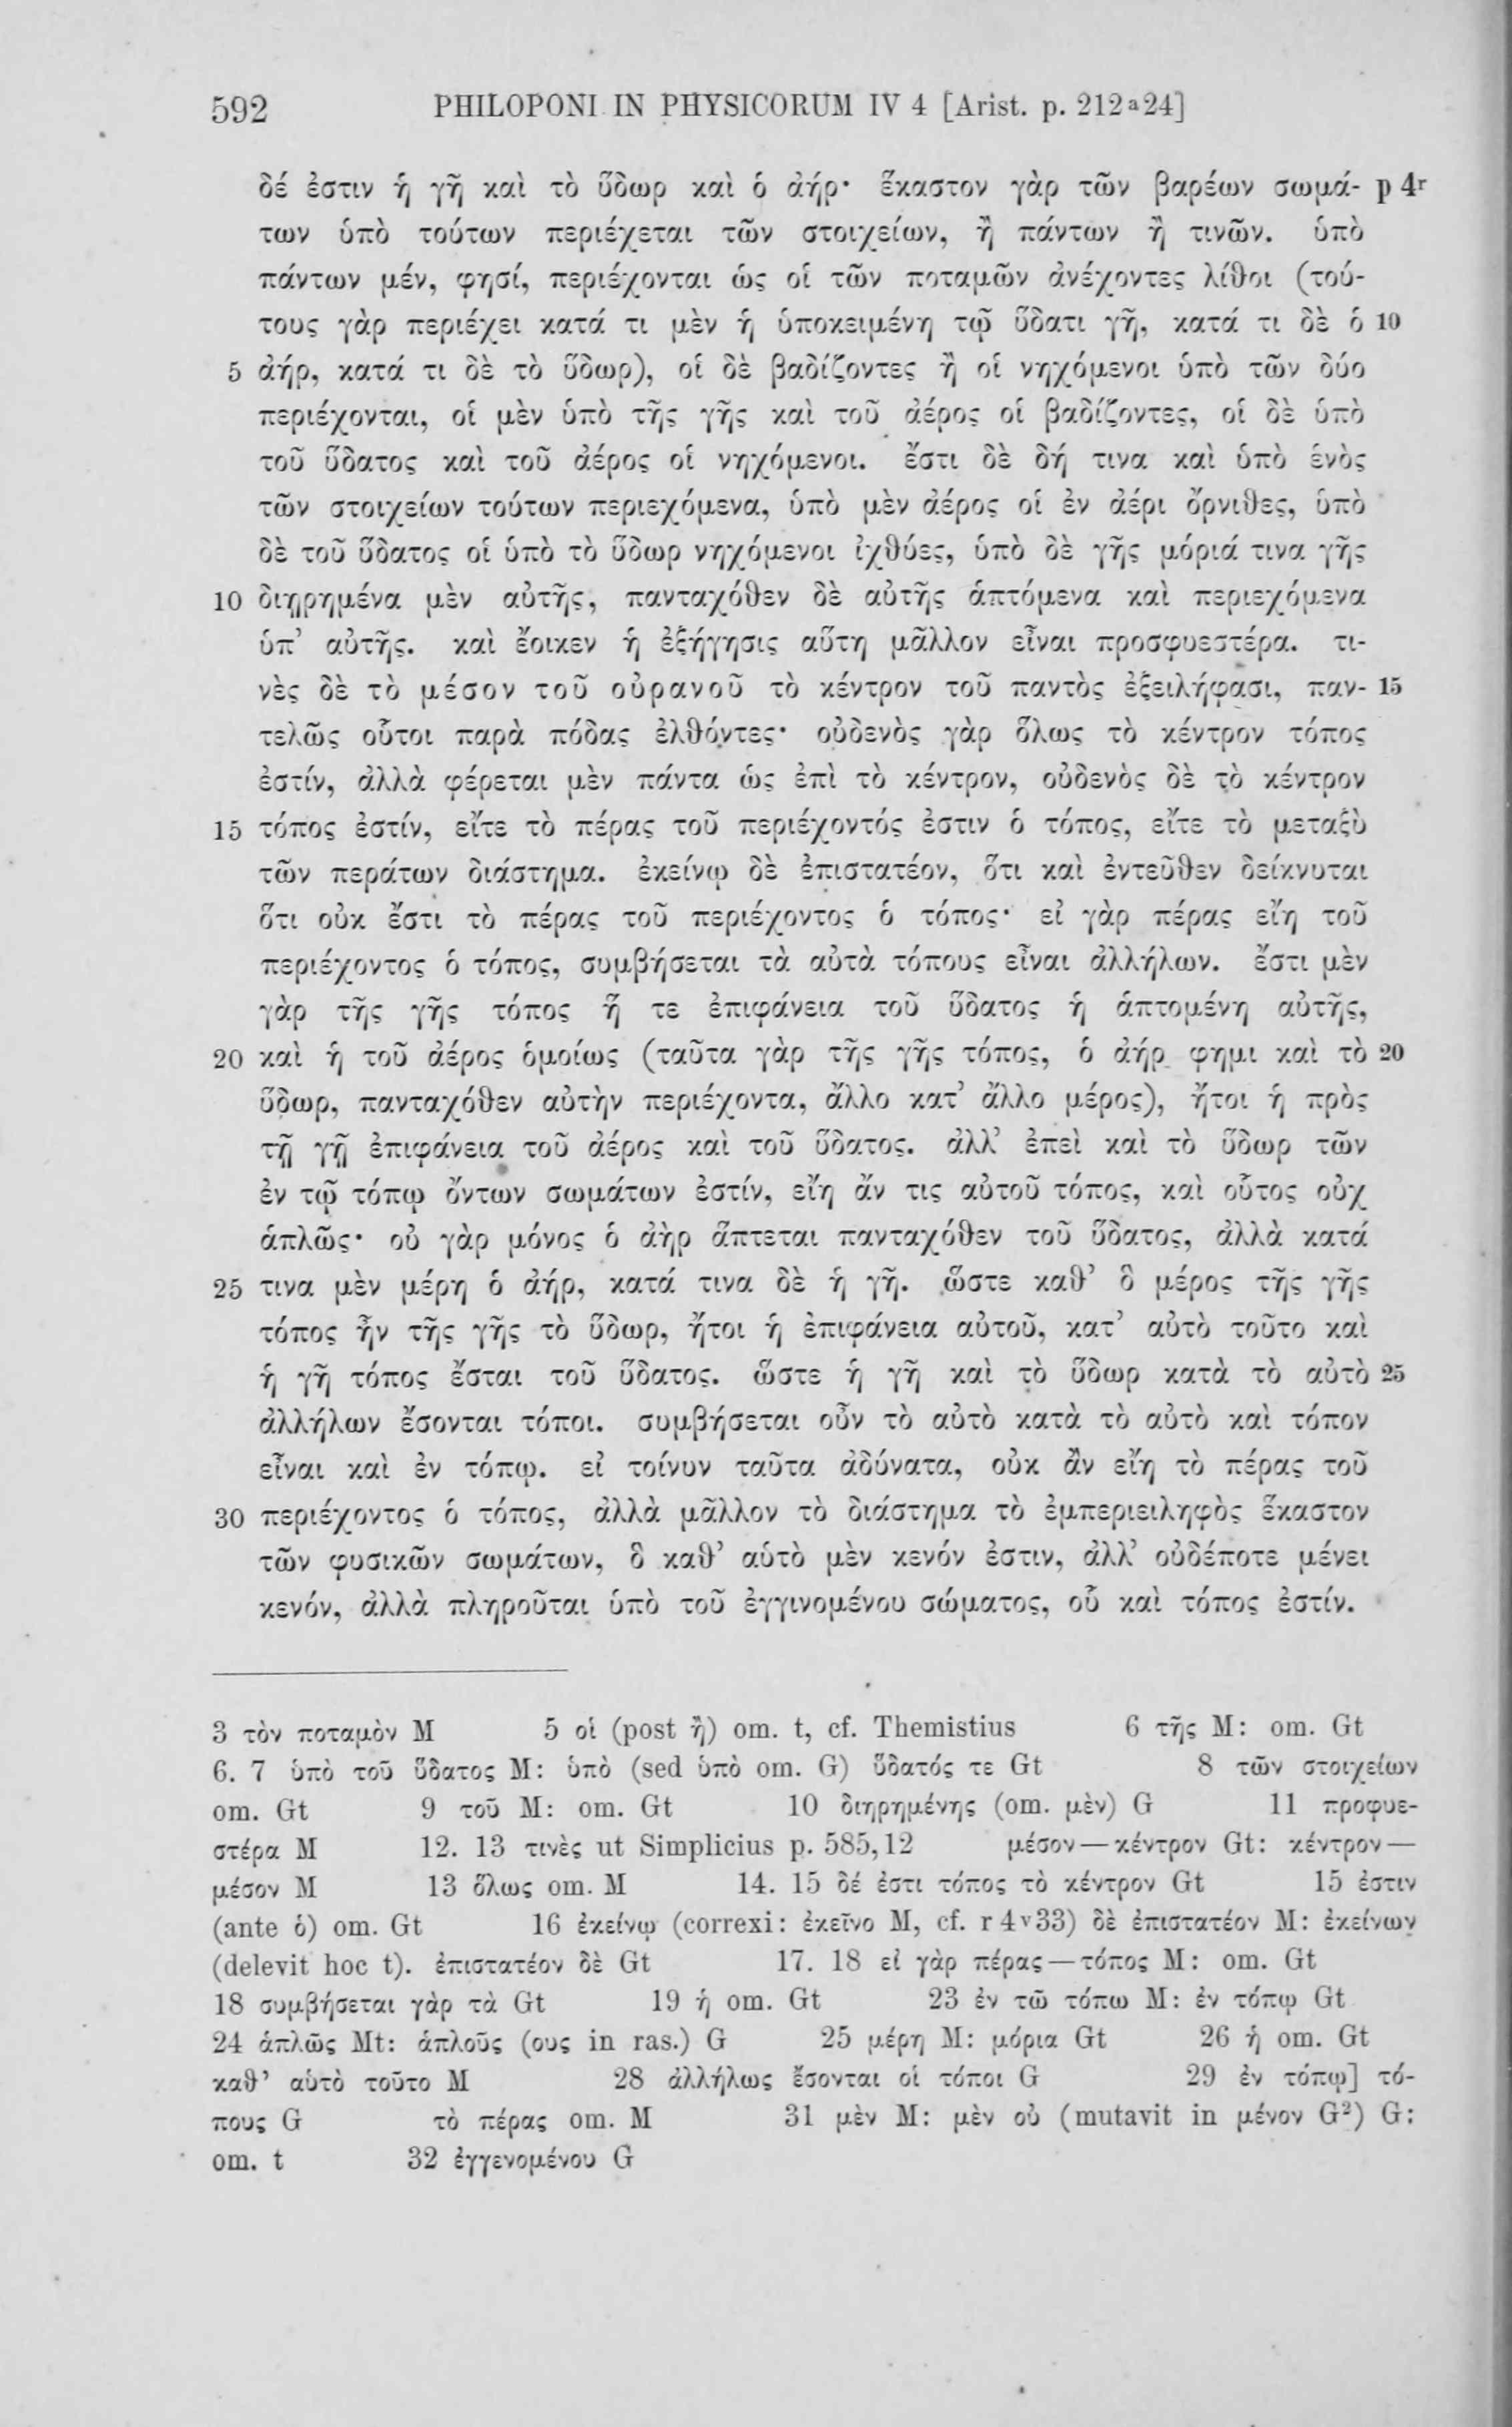 592 PHILOPONI IN PHYSICORUM IV 4 [Arist. p. 212ᵃ24]
δέ ἐστιν ἡ γῆ καὶ τὸ ὕδωρ καὶ ὁ ἀήρ· ἕκαστον γὰρ τῶν βαρέων σωμά- p 4ʳ
των ὑπὸ τούτων περιέχεται τῶν στοιχείων, ἢ πάντων ἢ τινῶν. ὑπὸ
πάντων μέν, φησί, περιέχονται ὡς οἱ τῶν ποταμῶν ἀνέχοντες λίθοι (τού-
τους γὰρ περιέχει κατά τι μὲν ἡ ὑποκειμένη τῷ ὕδατι γῆ, κατά τι δὲ ὁ 10
5 ἀήρ, κατά τι δὲ τὸ ὕδωρ), οἱ δὲ βαδίζοντες ἢ οἱ νηχόμενοι ὑπὸ τῶν δύο
περιέχονται, οἱ μὲν ὑπὸ τῆς γῆς καὶ τοῦ ἀέρος οἱ βαδίζοντες, οἱ δὲ ὑπὸ
τοῦ ὕδατος καὶ τοῦ ἀέρος οἱ νηχόμενοι. ἔστι δὲ δή τινα καὶ ὑπὸ ἑνὸς
τῶν στοιχείων τούτων περιεχόμενα, ὑπὸ μὲν ἀέρος οἱ ἐν ἀέρι ὄρνιθες, ὑπὸ
δὲ τοῦ ὕδατος οἱ ὑπὸ τὸ ὕδωρ νηχόμενοι ἰχθύες, ὑπὸ δὲ γῆς μόριά τινα γῆς
10 διῃρημένα μὲν αὐτῆς, πανταχόθεν δὲ αὐτῆς ἁπτόμενα καὶ περιεχόμενα
ὑπ’ αὐτῆς. καὶ ἔοικεν ἡ ἐξήγησις αὕτη μᾶλλον εἶναι προσφυεστέρα. τι-
νὲς δὲ τὸ μέσον τοῦ οὐρανοῦ τὸ κέντρον τοῦ παντὸς ἐξειλήφασι, παν- 15
τελῶς οὗτοι παρὰ πόδας ἐλθόντες· οὐδενὸς γὰρ ὅλως τὸ κέντρον τόπος
ἐστίν, ἀλλὰ φέρεται μὲν πάντα ὡς ἐπὶ τὸ κέντρον, οὐδενὸς δὲ τὸ κέντρον
15 τόπος ἐστίν, εἴτε τὸ πέρας τοῦ περιέχοντός ἐστιν ὁ τόπος, εἴτε τὸ μεταξὺ
τῶν περάτων διάστημα. ἐκείνῳ δὲ ἐπιστατέον, ὅτι καὶ ἐντεῦθεν δείκνυται
ὅτι οὐκ ἔστι τὸ πέρας τοῦ περιέχοντος ὁ τόπος· εἰ γὰρ πέρας εἴη τοῦ
περιέχοντος ὁ τόπος, συμβήσεται τὰ αὐτὰ τόπους εἶναι ἀλλήλων. ἔστι μὲν
γὰρ τῆς γῆς τόπος ἥ τε ἐπιφάνεια τοῦ ὕδατος ἡ ἁπτομένη αὐτῆς,
20 καὶ ἡ τοῦ ἀέρος ὁμοίως (ταῦτα γὰρ τῆς γῆς τόπος, ὁ ἀήρ φημι καὶ τὸ 20
ὕδωρ, πανταχόθεν αὐτὴν περιέχοντα, ἄλλο κατ’ ἄλλο μέρος), ἤτοι ἡ πρὸς
τῇ γῇ ἐπιφάνεια τοῦ ἀέρος καὶ τοῦ ὕδατος. ἀλλ’ ἐπεὶ καὶ τὸ ὕδωρ τῶν
ἐν τῷ τόπῳ ὄντων σωμάτων ἐστίν, εἴη ἄν τις αὐτοῦ τόπος, καὶ οὗτος οὐχ
ἁπλῶς· οὐ γὰρ μόνος ὁ ἀὴρ ἅπτεται πανταχόθεν τοῦ ὕδατος, ἀλλὰ κατά
25 τινα μὲν μέρη ὁ ἀήρ, κατά τινα δὲ ἡ γῆ. ὥστε καθ’ ὃ μέρος τῆς γῆς
τόπος ἦν τῆς γῆς τὸ ὕδωρ, ἤτοι ἡ ἐπιφάνεια αὐτοῦ, κατ’ αὐτὸ τοῦτο καὶ
ἡ γῆ τόπος ἔσται τοῦ ὕδατος. ὥστε ἡ γῆ καὶ τὸ ὕδωρ κατὰ τὸ αὐτὸ 25
ἀλλήλων ἔσονται τόποι. συμβήσεται οὖν τὸ αὐτὸ κατὰ τὸ αὐτὸ καὶ τόπον
εἶναι καὶ ἐν τόπῳ. εἰ τοίνυν ταῦτα ἀδύνατα, οὐκ ἂν εἴη τὸ πέρας τοῦ
30 περιέχοντος ὁ τόπος, ἀλλὰ μᾶλλον τὸ διάστημα τὸ ἐμπεριειληφὸς ἕκαστον
τῶν φυσικῶν σωμάτων, ὃ καθ’ αὑτὸ μὲν κενόν ἐστιν, ἀλλ’ οὐδέποτε μένει
κενόν, ἀλλὰ πληροῦται ὑπὸ τοῦ ἐγγινομένου σώματος, οὗ καὶ τόπος ἐστίν.
3 τὸν ποταμὸν M 5 οἱ (post ἢ) om. t, cf. Themistius 6 τῆς M: om. Gt
6. 7 ὑπὸ τοῦ ὕδατος M: ὑπὸ (sed ὑπὸ om. G) ὕδατός τε Gt 8 τῶν στοιχείων
om. Gt 9 τοῦ M: om. Gt 10 διῃρημένης (om. μὲν) G 11 προφυε-
στέρα M 12. 13 τινὲς ut Simplicius p. 585,12 μέσον — κέντρον Gt: κέντρον —
μέσον M 13 ὅλως om. M 14. 15 δέ ἐστι τόπος τὸ κέντρον Gt 15 ἐστιν
(ante ὁ) om. Gt 16 ἐκείνῳ (correxi: ἐκεῖνο M, cf. r 4ᵛ33) δὲ ἐπιστατέον M: ἐκείνων
(delevit hoc t). ἐπιστατέον δὲ Gt 17. 18 εἰ γὰρ πέρας — τόπος M: om. Gt
18 συμβήσεται γὰρ τὰ Gt 19 ἡ om. Gt 23 ἐν τῶ τόπω M: ἐν τόπῳ Gt
24 ἁπλῶς Mt: ἁπλοῦς (ους in ras.) G 25 μέρη M: μόρια Gt 26 ἡ om. Gt
καθ’ αὑτὸ τοῦτο M 28 ἀλλήλως ἔσονται οἱ τόποι G 29 ἐν τόπῳ] τό-
πους G τὸ πέρας om. M 31 μὲν M: μὲν οὐ (mutavit in μένον G²) G:
om. t 32 ἐγγενομένου G